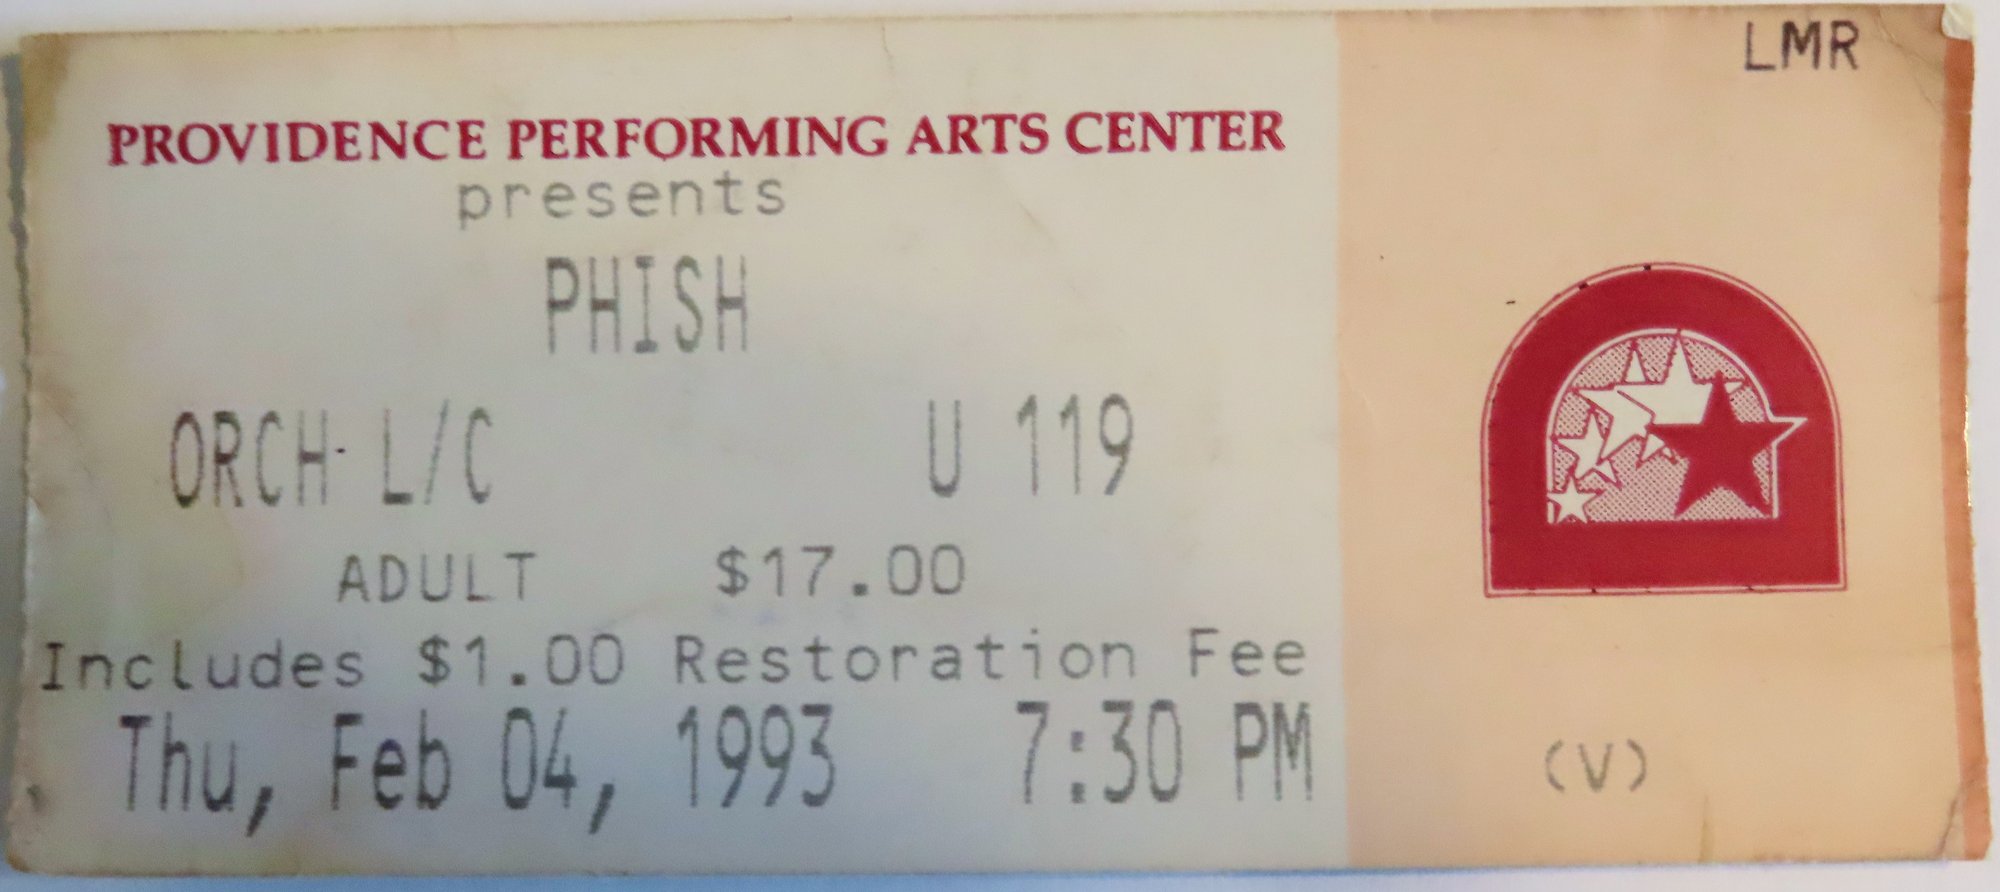 LMR
PROVIDENCE PERFORMING ARTS CENTER
presents
PHISH
ORCH L/C U 119
ADULT $17.00
Includes $1.00 Restoration Fee
Thu, Feb 04, 1993 7:30 PM
(V)